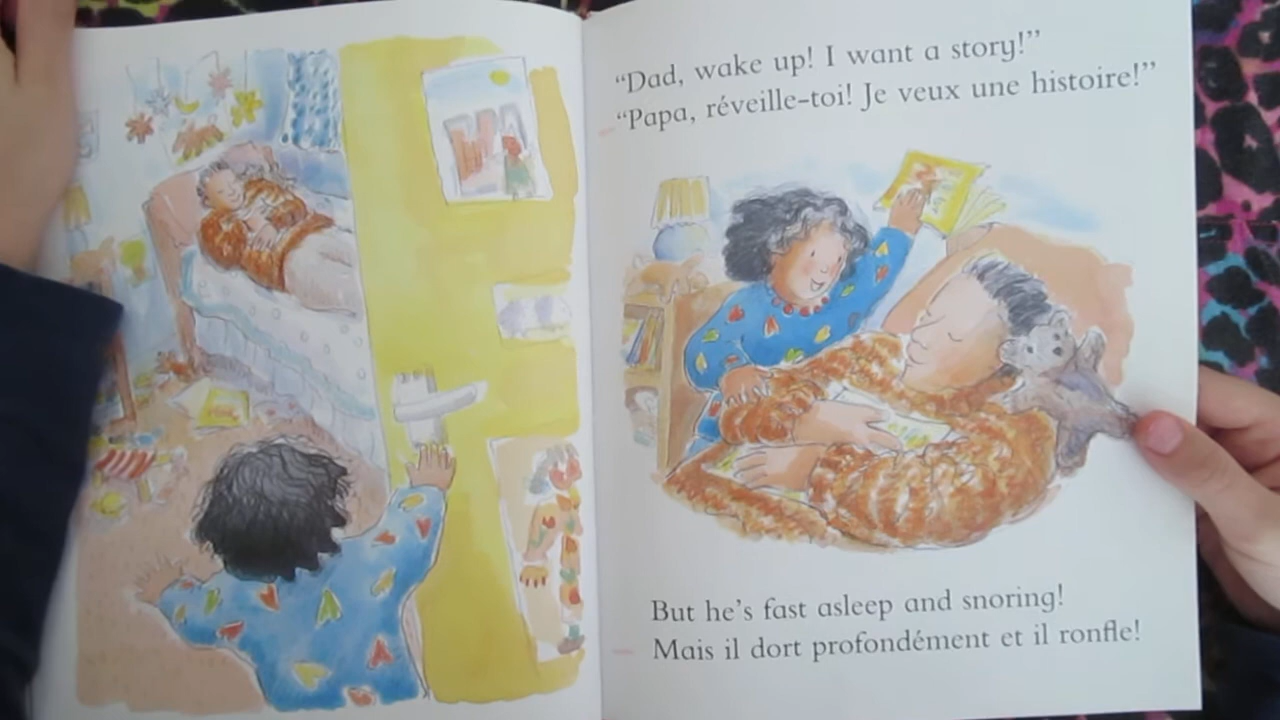 “Dad, wake up! I want a story!”
“Papa, réveille-toi! Je veux une histoire!”
But he's fast asleep and snoring!
Mais il dort profondément et il ronfle!